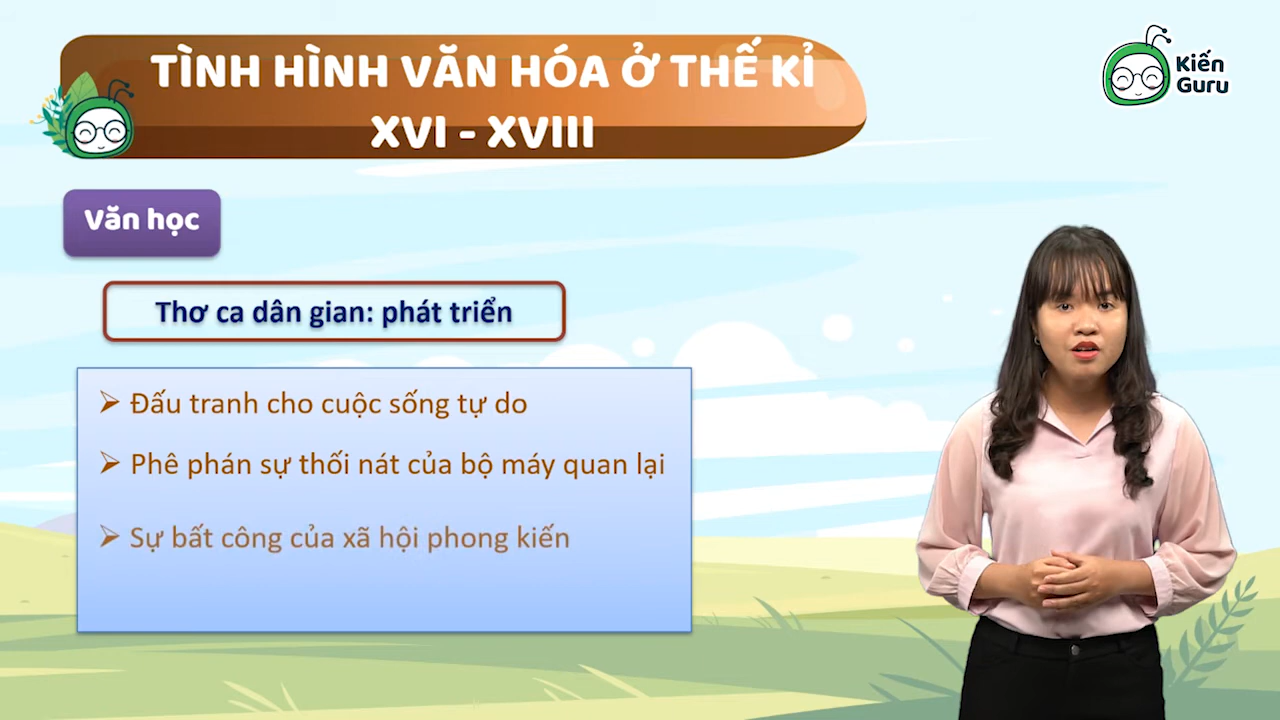 TÌNH HÌNH VĂN HÓA Ở THẾ KỈ
XVI - XVIII
Kiến
Guru
Văn học
Thơ ca dân gian: phát triển
➢ Đấu tranh cho cuộc sống tự do
➢ Phê phán sự thối nát của bộ máy quan lại
➢ Sự bất công của xã hội phong kiến